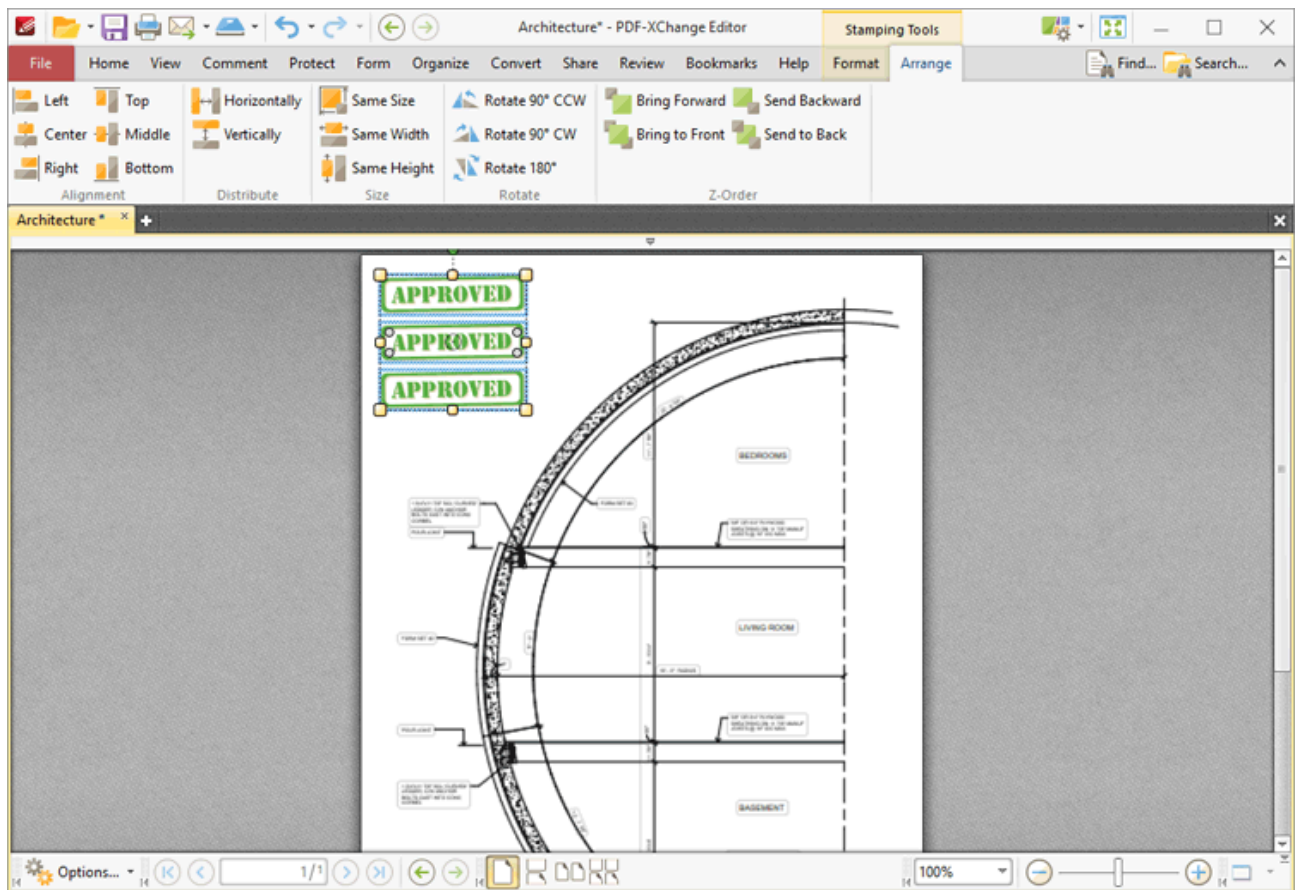 Architecture* - PDF-XChange Editor
Stamping Tools
File Home View Comment Protect Form Organize Convert Share Review Bookmarks Help Format Arrange
Find... Search...
Left Top Horizontally Same Size Rotate 90° CCW Bring Forward Send Backward
Center Middle Vertically Same Width Rotate 90° CW Bring to Front Send to Back
Right Bottom Same Height Rotate 180°
Alignment Distribute Size Rotate Z-Order
Architecture *
APPROVED
APPROVED
APPROVED
BEDROOMS
LIVING ROOM
BASEMENT
Options... 1/1 100%